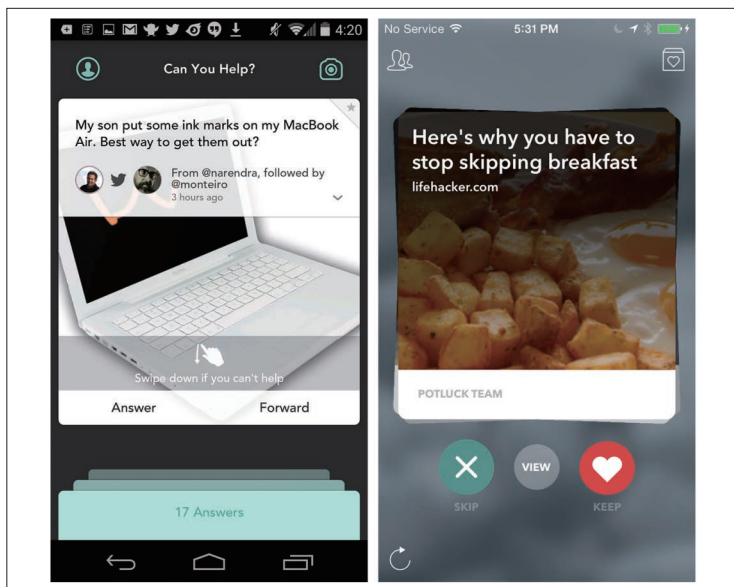 4:20
Can You Help?
My son put some ink marks on my MacBook
Air. Best way to get them out?
From @narendra, followed by
@monteiro
3 hours ago
Swipe down if you can't help
Answer Forward
17 Answers
No Service 5:31 PM
Here's why you have to
stop skipping breakfast
lifehacker.com
POTLUCK TEAM
VIEW
SKIP KEEP